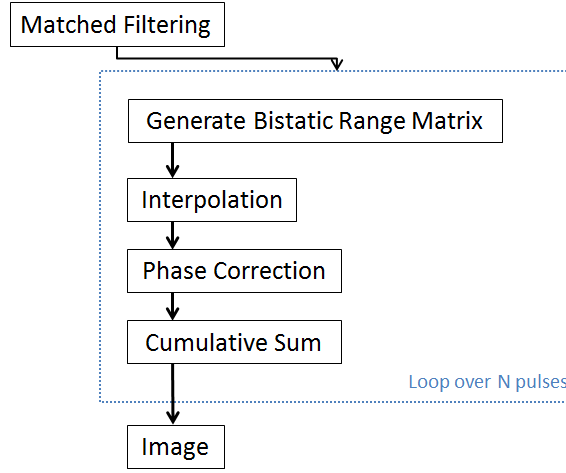 Matched Filtering
Generate Bistatic Range Matrix
Interpolation
Phase Correction
Cumulative Sum
Loop over N pulses
Image